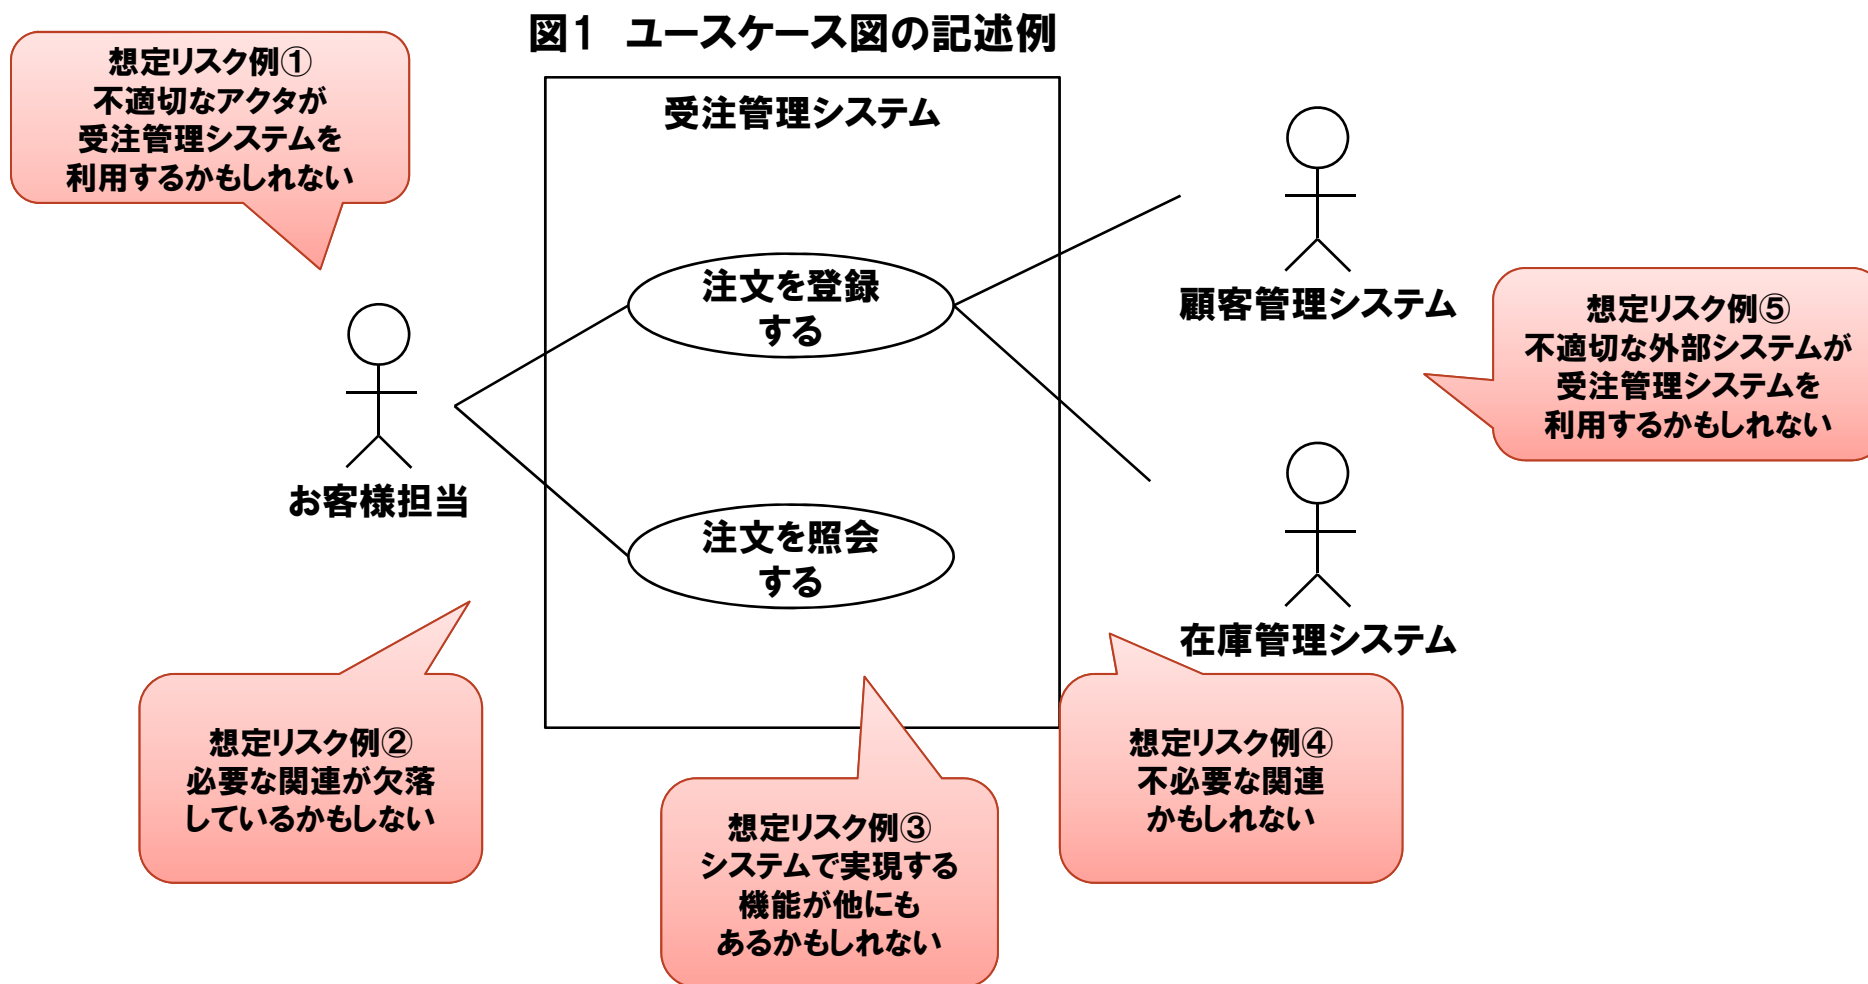 図1 ユースケース図の記述例
想定リスク例①
不適切なアクタが
受注管理システムを
利用するかもしれない
受注管理システム
注文を登録
する
顧客管理システム
想定リスク例⑤
不適切な外部システムが
受注管理システムを
利用するかもしれない
お客様担当
注文を照会
する
在庫管理システム
想定リスク例②
必要な関連が欠落
しているかもしない
想定リスク例③
システムで実現する
機能が他にも
あるかもしれない
想定リスク例④
不必要な関連
かもしれない